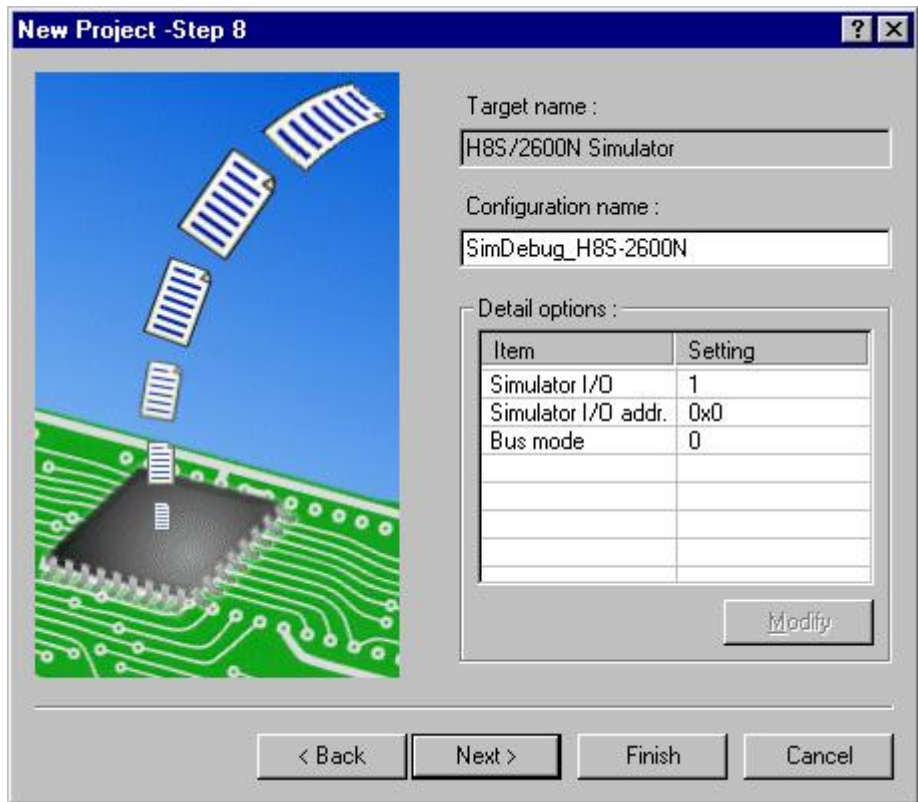 New Project -Step 8
Target name :
H8S/2600N Simulator
Configuration name :
SimDebug_H8S-2600N
Detail options :
Item Setting
Simulator I/O 1
Simulator I/O addr. 0x0
Bus mode 0
Modify
< Back Next > Finish Cancel